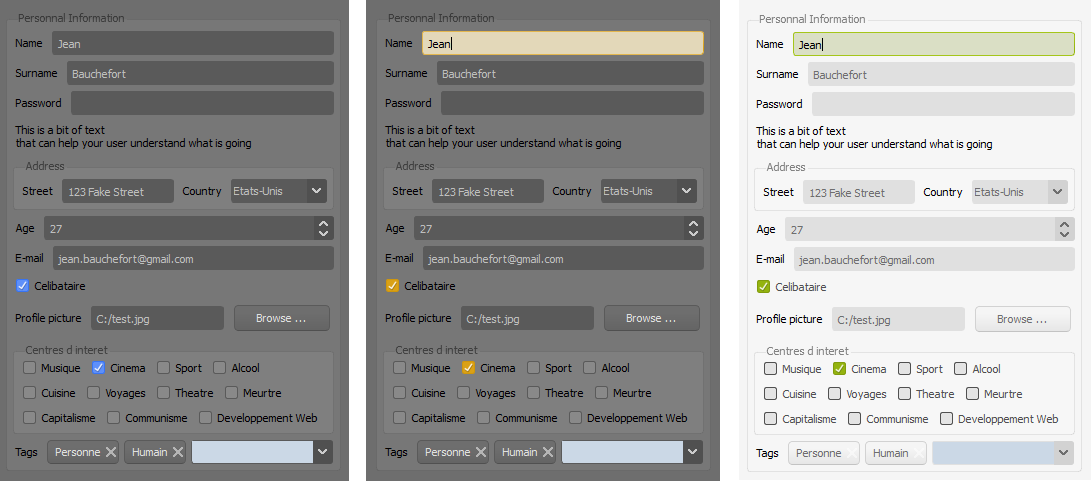 Personnal Information
Name Jean
Surname Bauchefort
Password
This is a bit of text
that can help your user understand what is going
Address
Street 123 Fake Street Country Etats-Unis
Age 27
E-mail jean.bauchefort@gmail.com
Celibataire
Profile picture C:/test.jpg Browse ...
Centres d interet
Musique Cinema Sport Alcool
Cuisine Voyages Theatre Meurtre
Capitalisme Communisme Developpement Web
Tags Personne Humain
Personnal Information
Name Jean
Surname Bauchefort
Password
This is a bit of text
that can help your user understand what is going
Address
Street 123 Fake Street Country Etats-Unis
Age 27
E-mail jean.bauchefort@gmail.com
Celibataire
Profile picture C:/test.jpg Browse ...
Centres d interet
Musique Cinema Sport Alcool
Cuisine Voyages Theatre Meurtre
Capitalisme Communisme Developpement Web
Tags Personne Humain
Personnal Information
Name Jean
Surname Bauchefort
Password
This is a bit of text
that can help your user understand what is going
Address
Street 123 Fake Street Country Etats-Unis
Age 27
E-mail jean.bauchefort@gmail.com
Celibataire
Profile picture C:/test.jpg Browse ...
Centres d interet
Musique Cinema Sport Alcool
Cuisine Voyages Theatre Meurtre
Capitalisme Communisme Developpement Web
Tags Personne Humain